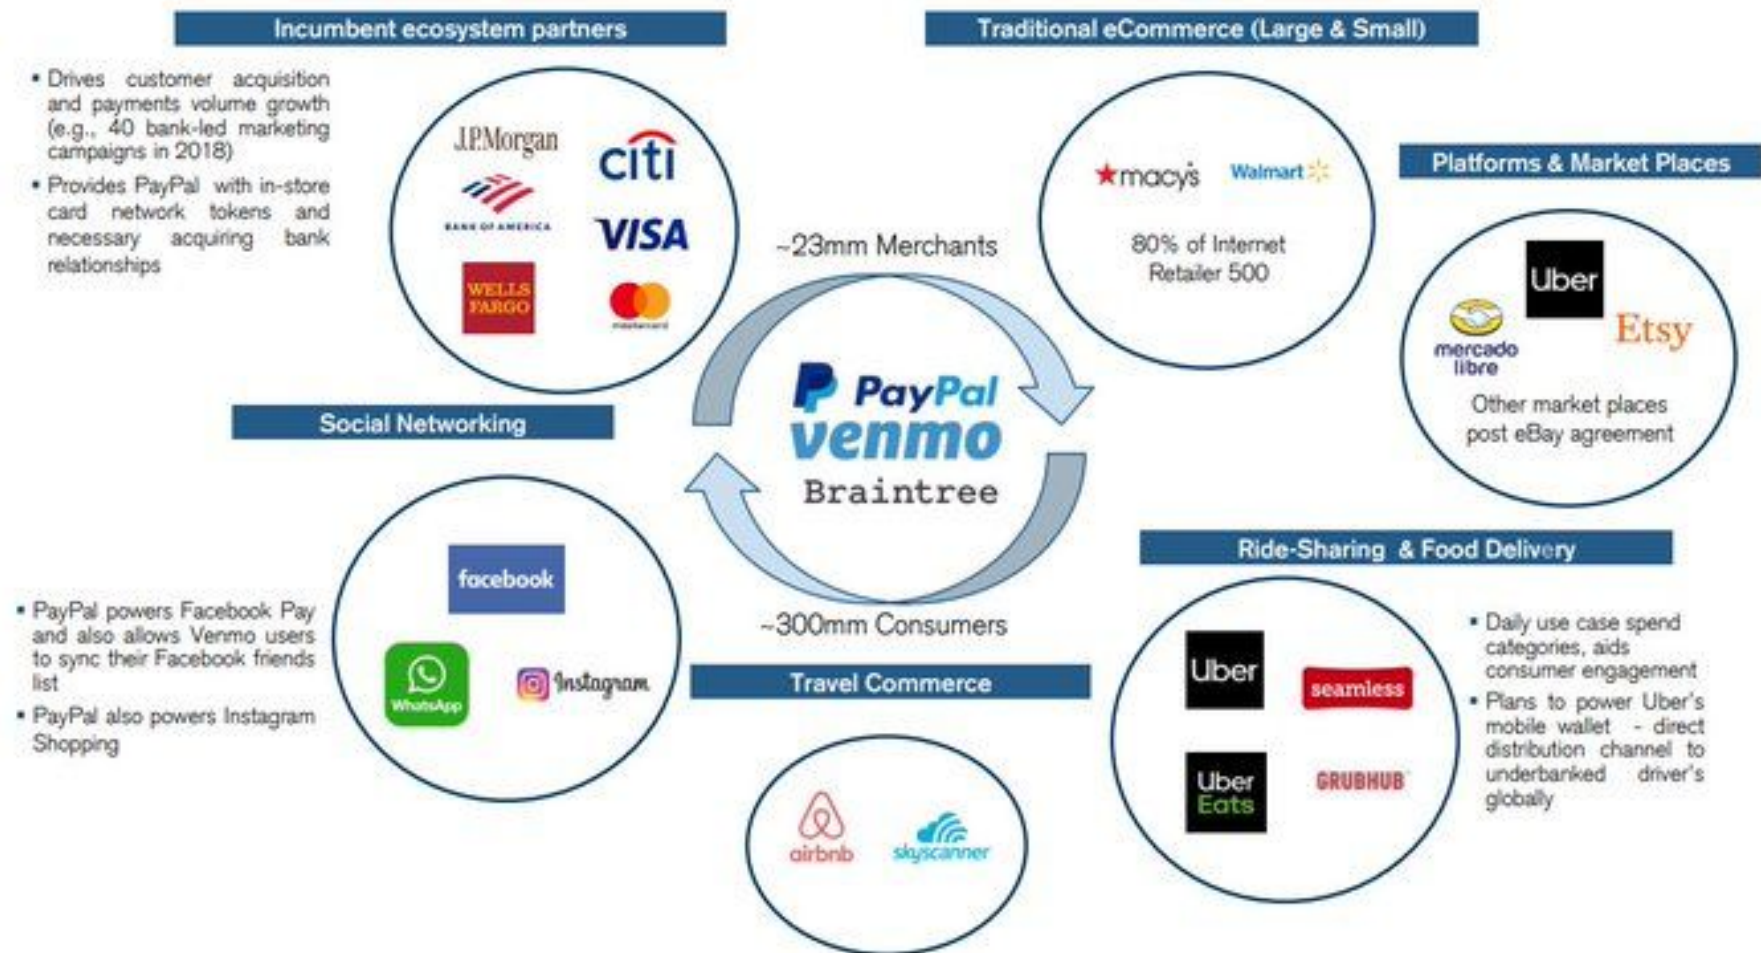 Incumbent ecosystem partners
▪ Drives customer acquisition
and payments volume growth
(e.g., 40 bank-led marketing
campaigns in 2018)
▪ Provides PayPal with in-store
card network tokens and
necessary acquiring bank
relationships
J.P.Morgan
citi
BANK OF AMERICA
VISA
WELLS
FARGO
mastercard
Traditional eCommerce (Large & Small)
macy's
Walmart
80% of Internet
Retailer 500
Platforms & Market Places
Uber
mercado
libre
Etsy
Other market places
post eBay agreement
~23mm Merchants
PayPal
venmo
Braintree
~300mm Consumers
Social Networking
▪ PayPal powers Facebook Pay
and also allows Venmo users
to sync their Facebook friends
list
▪ PayPal also powers Instagram
Shopping
facebook
WhatsApp
Instagram
Travel Commerce
airbnb
skyscanner
Ride-Sharing & Food Delivery
Uber
seamless
Uber
Eats
GRUBHUB
▪ Daily use case spend
categories, aids
consumer engagement
▪ Plans to power Uber's
mobile wallet - direct
distribution channel to
underbanked driver's
globally